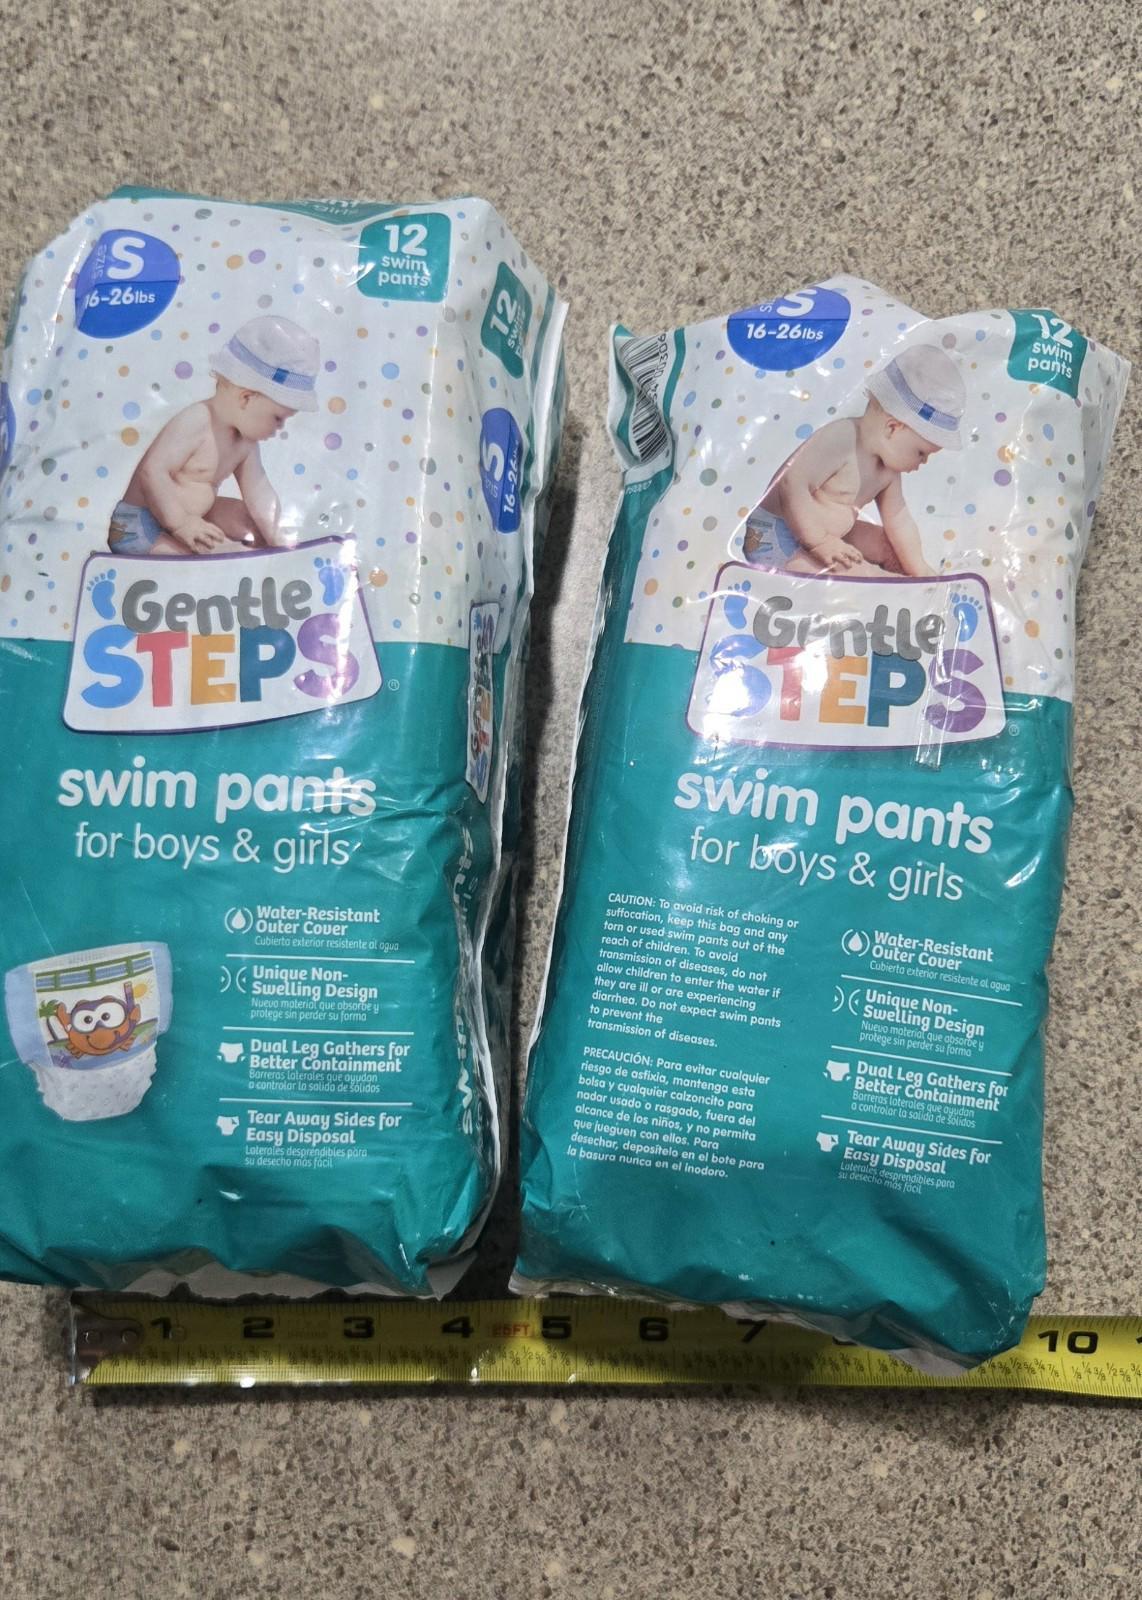 size
S
16-26lbs
12
swim
pants
12
S
16-26
Gentle
STEPS
®
swim pants
for boys & girls
Water-Resistant
Outer Cover
Cubierta exterior resistente al agua
Unique Non-
Swelling Design
Nuevo material que absorbe y
protege sin perder su forma
Dual Leg Gathers for
Better Containment
Barreras laterales que ayudan
a controlar la salida de sólidos
Tear Away Sides for
Easy Disposal
Laterales desprendibles para
su desecho más fácil
S
16-26lbs
12
swim
pants
Gentle
STEPS
®
swim pants
for boys & girls
CAUTION: To avoid risk of choking or
suffocation, keep this bag and any
torn or used swim pants out of the
reach of children. To avoid
transmission of diseases, do not
allow children to enter the water if
they are ill or are experiencing
diarrhea. Do not expect swim pants
to prevent the
transmission of diseases.
PRECAUCIÓN: Para evitar cualquier
riesgo de asfixia, mantenga esta
bolsa y cualquier calzoncito para
nadar usado o rasgado, fuera del
alcance de los niños, y no permita
que jueguen con ellos. Para
desechar, deposítelo en el bote para
la basura nunca en el inodoro.
Water-Resistant
Outer Cover
Cubierta exterior resistente al agua
Unique Non-
Swelling Design
Nuevo material que absorbe y
protege sin perder su forma
Dual Leg Gathers for
Better Containment
Barreras laterales que ayudan
a controlar la salida de sólidos
Tear Away Sides for
Easy Disposal
Laterales desprendibles para
su desecho más fácil
1 2 3 4 25FT 5 6 7 10